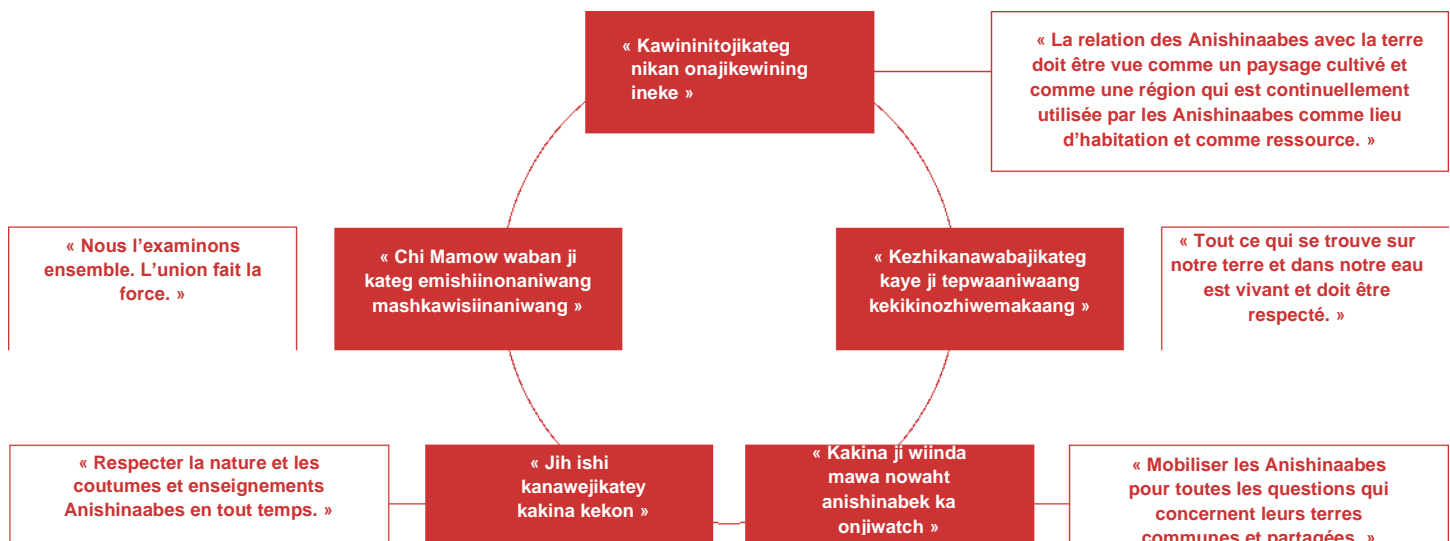 « Kawininitojikateg
nikan onajikewining
ineke »
« La relation des Anishinaabes avec la terre
doit être vue comme un paysage cultivé et
comme une région qui est continuellement
utilisée par les Anishinaabes comme lieu
d’habitation et comme ressource. »
« Nous l’examinons
ensemble. L’union fait la
force. »
« Chi Mamow waban ji
kateg emishiinonaniwang
mashkawisiinaniwang »
« Kezhikanawabajikateg
kaye ji tepwaaniwaang
kekikinozhiwemakaang »
« Tout ce qui se trouve sur
notre terre et dans notre eau
est vivant et doit être
respecté. »
« Respecter la nature et les
coutumes et enseignements
Anishinaabes en tout temps. »
« Jih ishi
kanawejikatey
kakina kekon »
« Kakina ji wiinda
mawa nowaht
anishinabek ka
onjiwatch »
« Mobiliser les Anishinaabes
pour toutes les questions qui
concernent leurs terres
communes et partagées. »